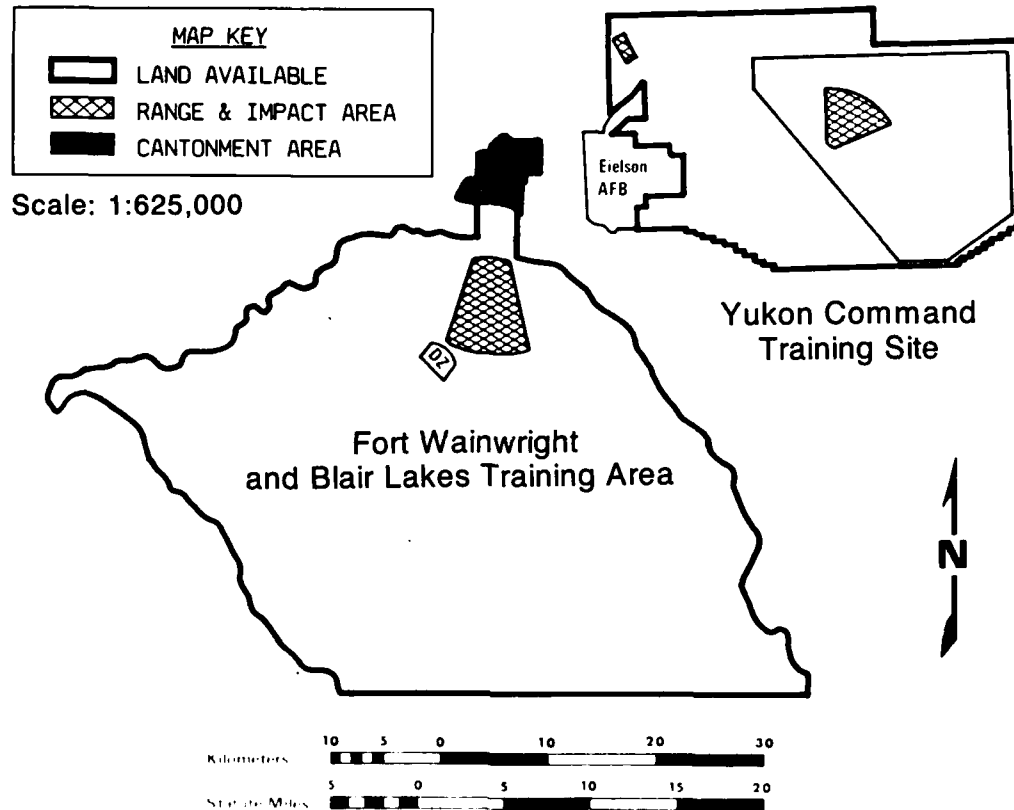 MAP KEY
LAND AVAILABLE
RANGE & IMPACT AREA
CANTONMENT AREA
Scale: 1:625,000
Eielson
AFB
Yukon Command
Training Site
DZ
Fort Wainwright
and Blair Lakes Training Area
N
Kilometers 10 5 0 10 20 30
Statute Miles 5 0 5 10 15 20